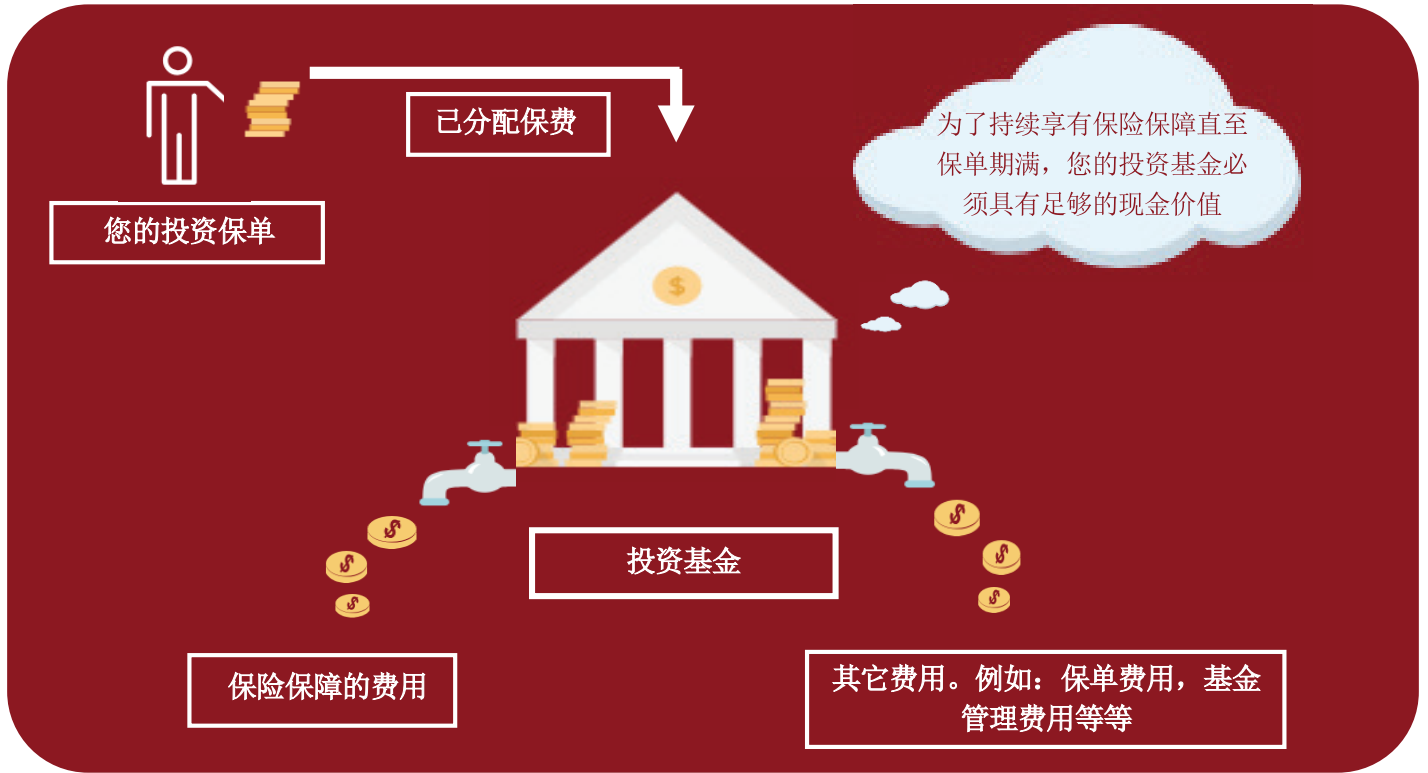 已分配保费
您的投资保单
为了持续享有保险保障直至
保单期满，您的投资基金必
须具有足够的现金价值
$
投资基金
保险保障的费用
其它费用。例如：保单费用，基金
管理费用等等